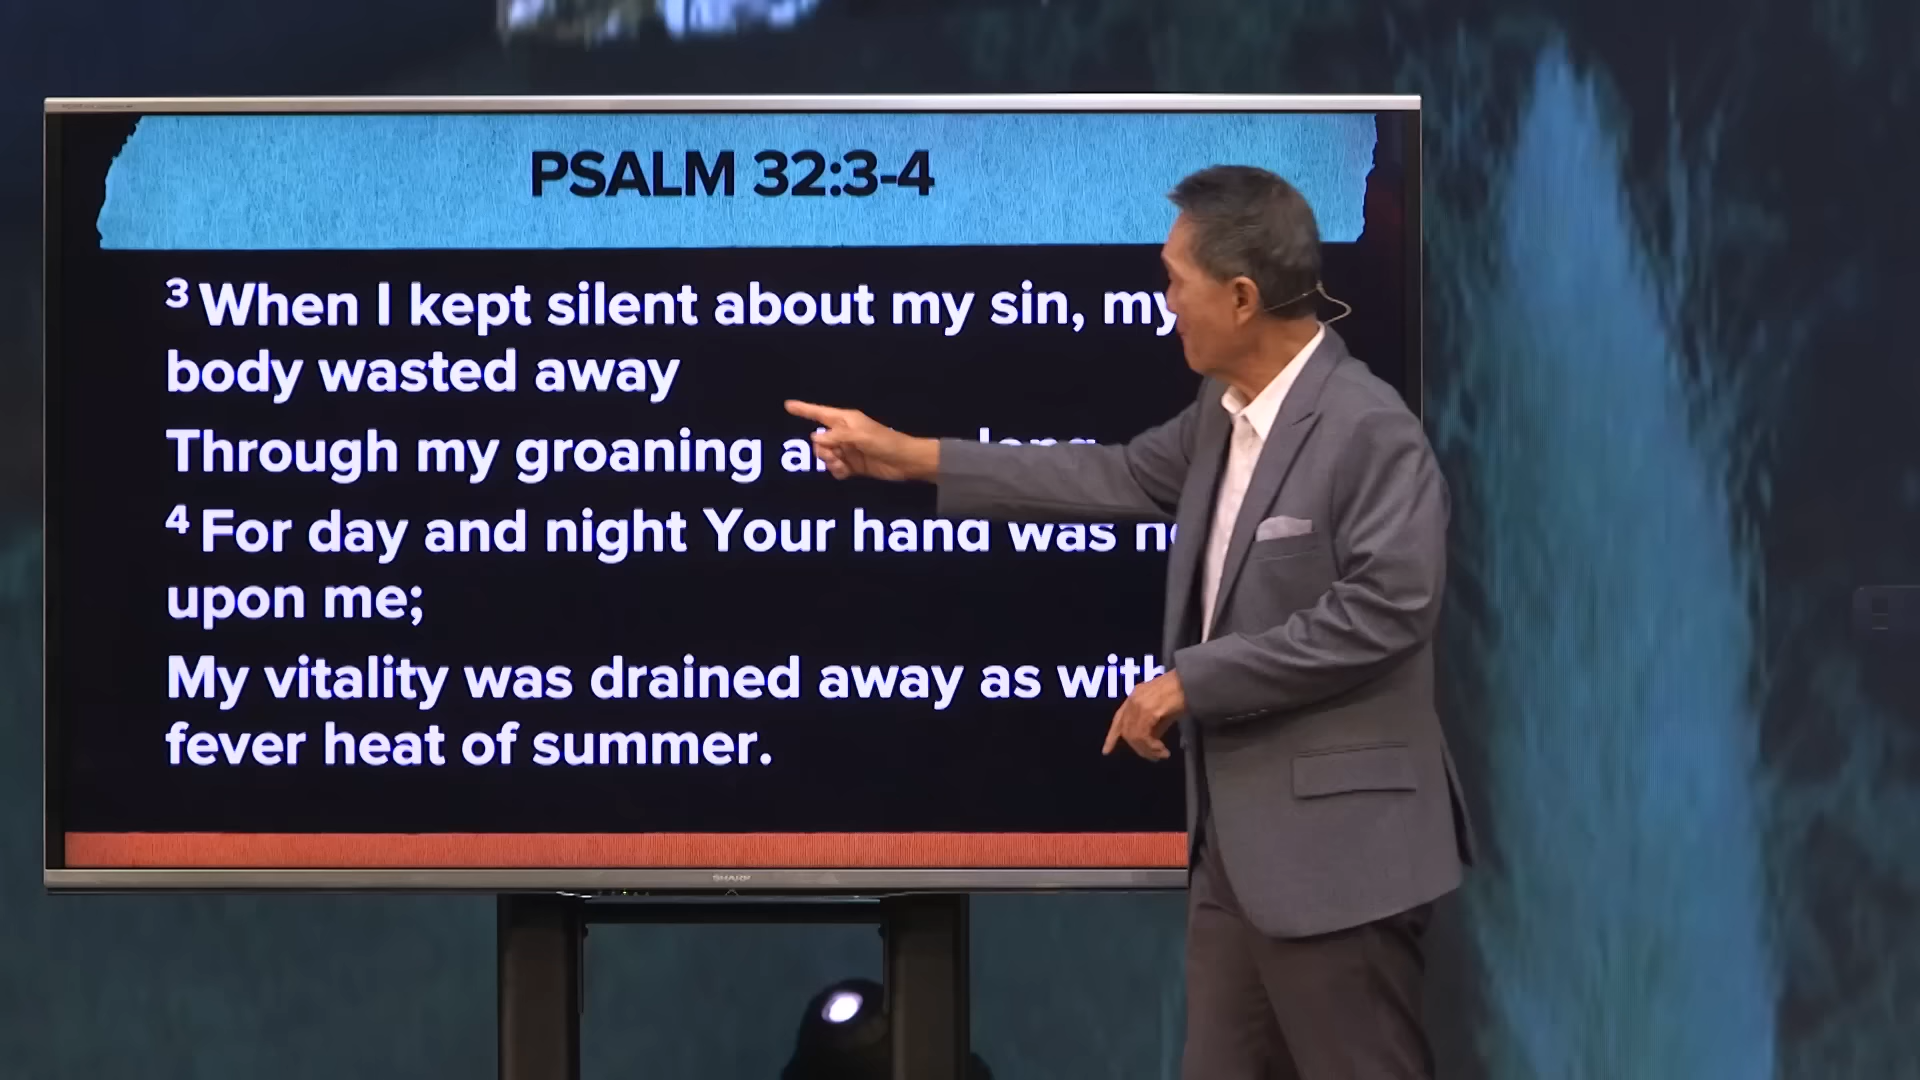 PSALM 32:3-4
3 When I kept silent about my sin, my
body wasted away
Through my groaning
4 For day and night Your hand was
upon me;
My vitality was drained away as with
fever heat of summer.
SHARP